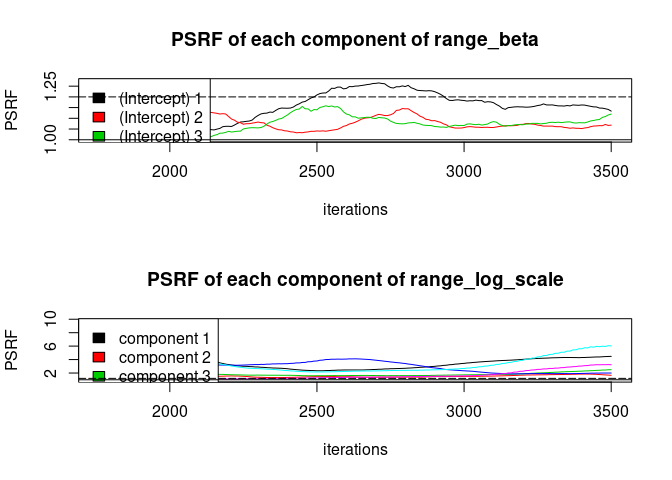 PSRF of each component of range_beta
PSRF
1.00 1.25
(Intercept) 1
(Intercept) 2
(Intercept) 3
2000 2500 3000 3500
iterations
PSRF of each component of range_log_scale
PSRF
2 6 10
component 1
component 2
component 3
2000 2500 3000 3500
iterations